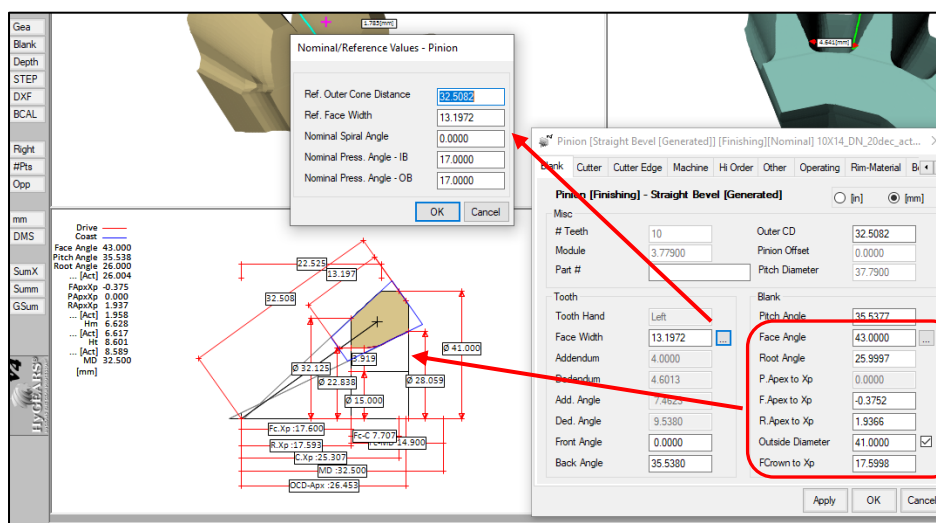 Gea
Blank
Depth
STEP
DXF
BCAL
Right
#Pts
Opp
mm
DMS
SumX
Summ
GSum
V4
HyGEARS®
1.785[mm]
4.641[mm]
Nominal/Reference Values - Pinion
Ref. Outer Cone Distance 32.5082
Ref. Face Width 13.1972
Nominal Spiral Angle 0.0000
Nominal Press. Angle - IB 17.0000
Nominal Press. Angle - OB 17.0000
OK Cancel
Drive
Coast
Face Angle 43.000
Pitch Angle 35.538
Root Angle 26.000
... [Act] 26.004
FApxXp -0.375
PApxXp 0.000
RApxXp 1.937
... [Act] 1.958
Hm 6.628
... [Act] 6.617
Ht 8.601
... [Act] 8.589
MD 32.500
[mm]
22.525
13.197
32.508
3.919
Ø 41.000
Ø 32.125
Ø 22.838
Ø 28.059
Ø 15.000
Fc.Xp :17.600
Fc-C 7.707
14.900
R.Xp :17.593
C.Xp :25.307
MD :32.500
OCD-Apx :26.453
Pinion [Straight Bevel [Generated]] [Finishing][Nominal] 10X14_DN_20dec_act...
Blank Cutter Cutter Edge Machine Hi Order Other Operating Rim-Material
Pinion [Finishing] - Straight Bevel [Generated] [in] [mm]
Misc
# Teeth 10 Outer CD 32.5082
Module 3.77900 Pinion Offset 0.0000
Part # Pitch Diameter 37.7900
Tooth Blank
Tooth Hand Left Pitch Angle 35.5377
Face Width 13.1972 ... Face Angle 43.0000 ...
Addendum 4.0000 Root Angle 25.9997
Dedendum 4.6013 P.Apex to Xp 0.0000
Add. Angle 7.4623 F.Apex to Xp -0.3752
Ded. Angle 9.5380 R.Apex to Xp 1.9366
Front Angle 0.0000 Outside Diameter 41.0000
Back Angle 35.5380 FCrown to Xp 17.5998
Apply OK Cancel